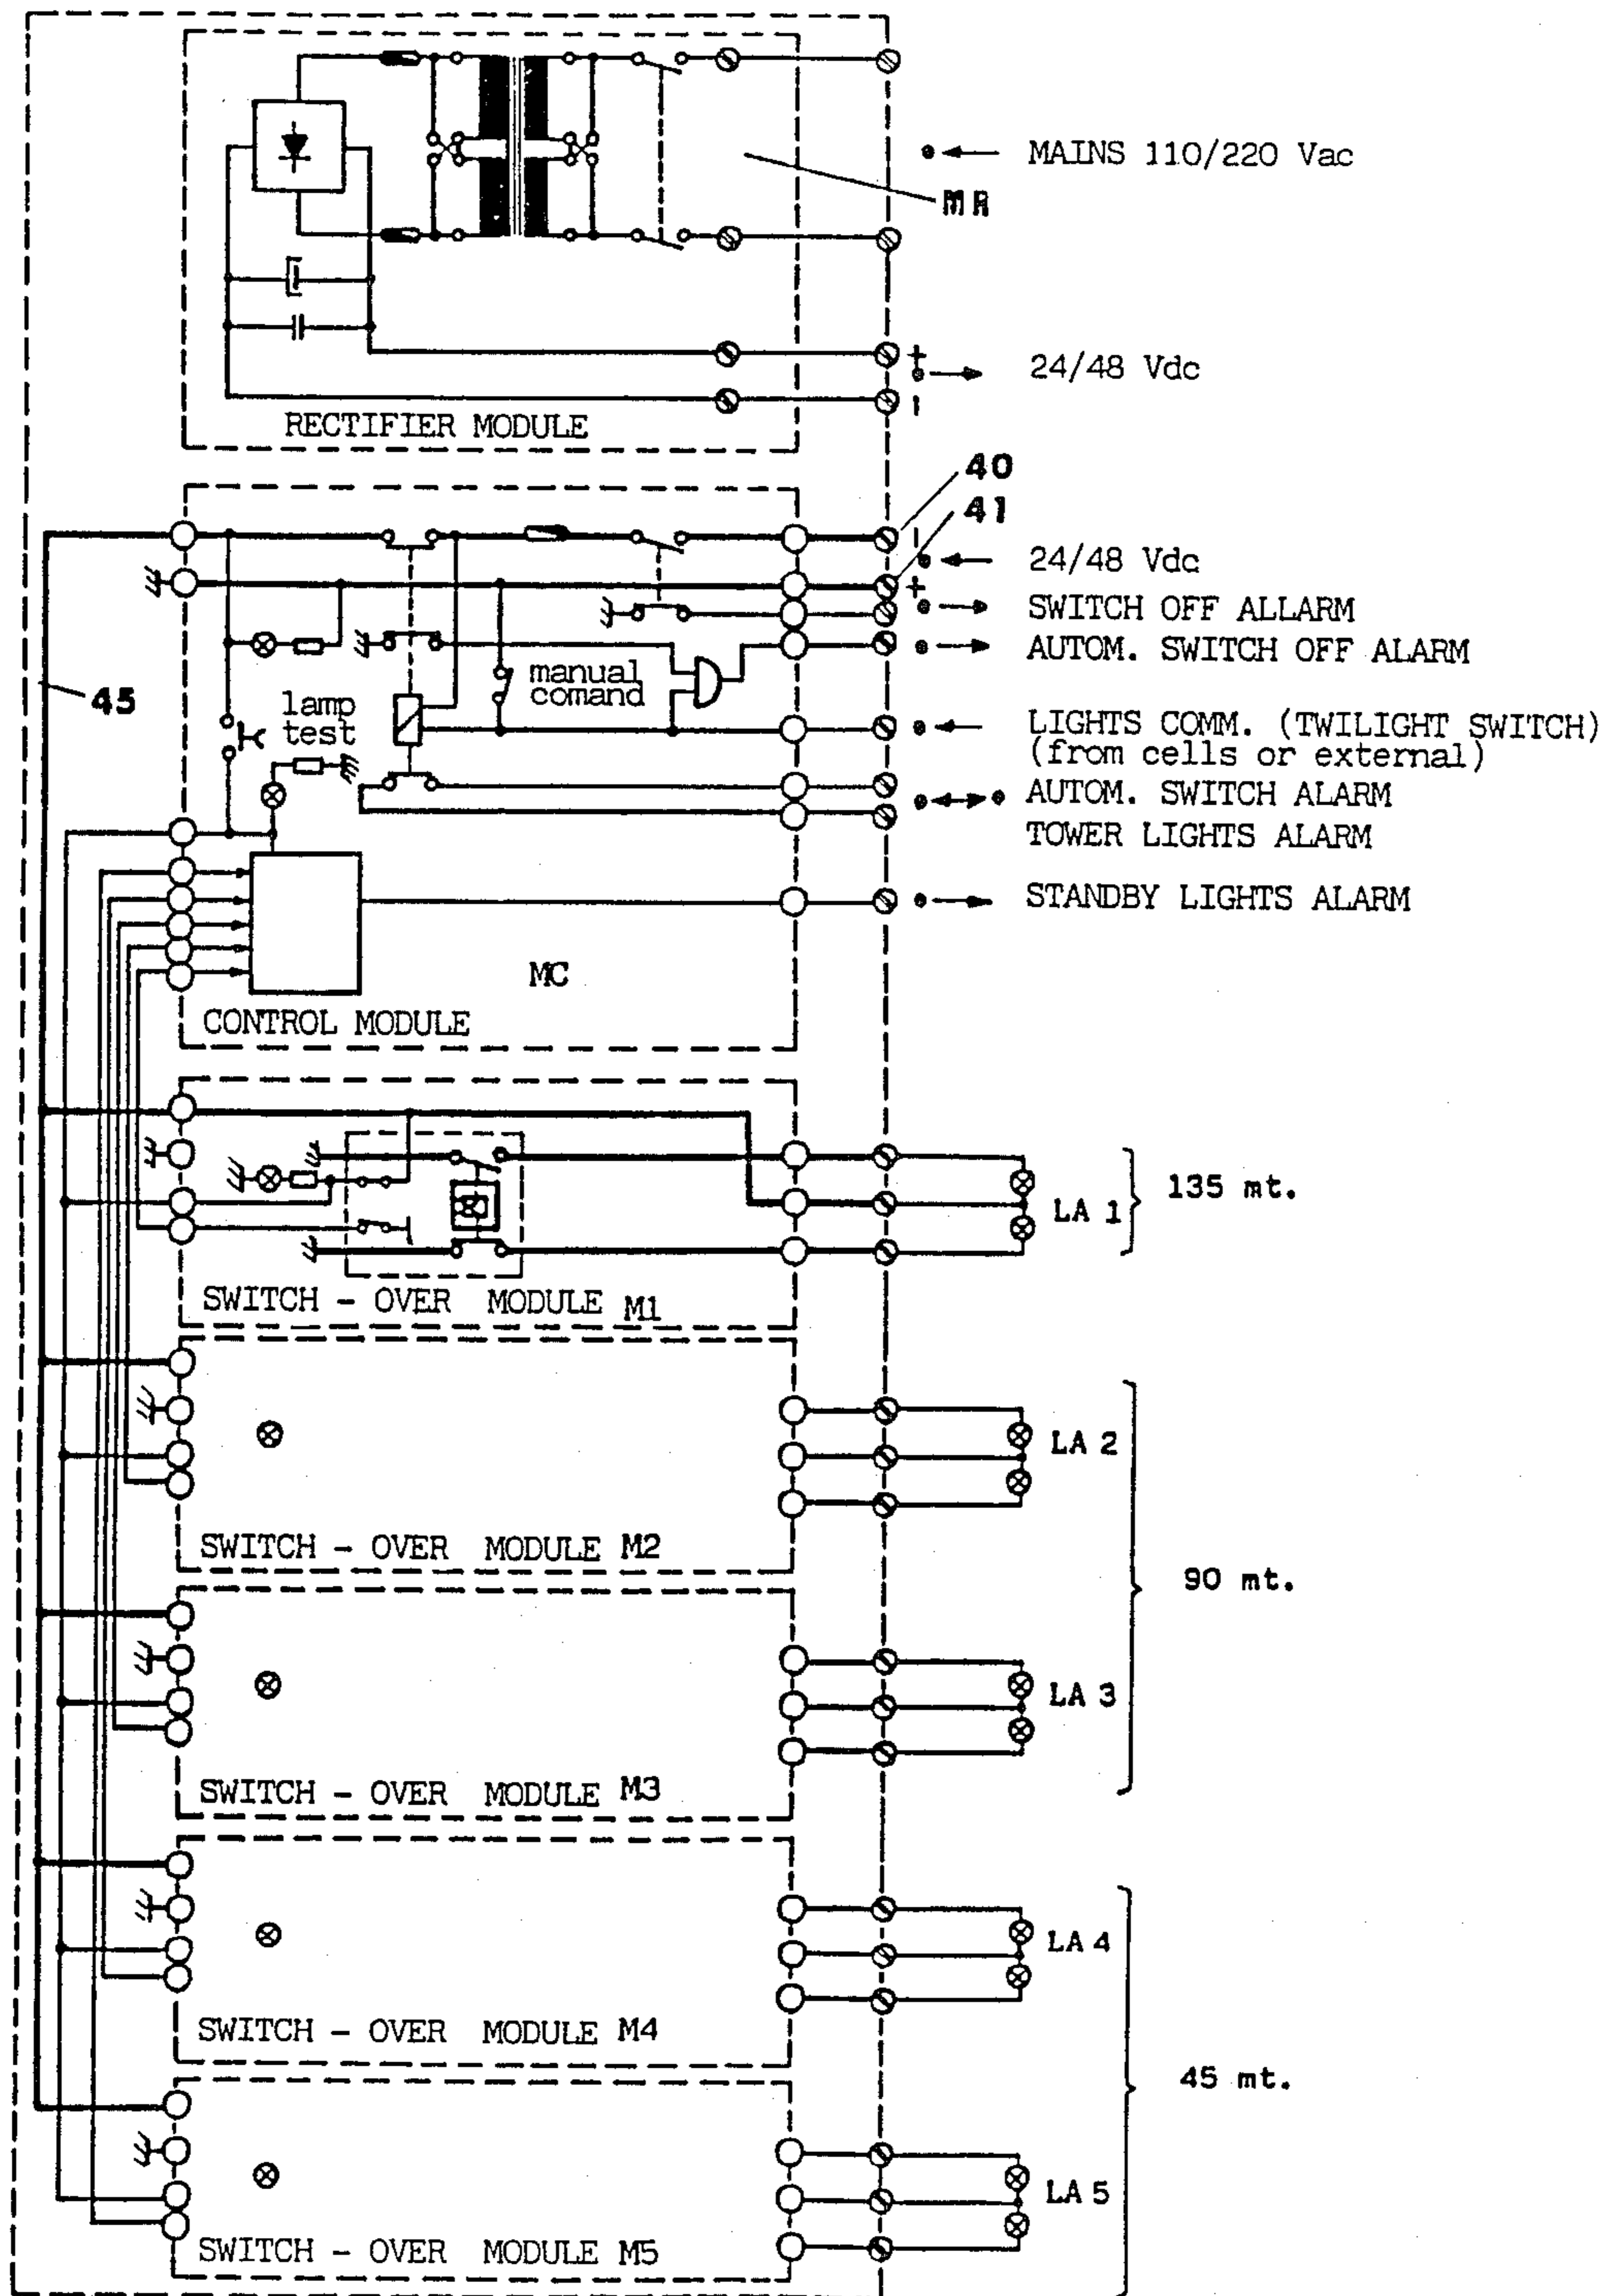 MAINS 110/220 Vac
MR
+
24/48 Vdc
-
RECTIFIER MODULE
40
41
-
24/48 Vdc
+
SWITCH OFF ALLARM
AUTOM. SWITCH OFF ALARM
manual
comand
45
lamp
test
LIGHTS COMM. (TWILIGHT SWITCH)
(from cells or external)
AUTOM. SWITCH ALARM
TOWER LIGHTS ALARM
STANDBY LIGHTS ALARM
MC
CONTROL MODULE
LA 1
135 mt.
SWITCH - OVER MODULE M1
LA 2
SWITCH - OVER MODULE M2
90 mt.
LA 3
SWITCH - OVER MODULE M3
LA 4
SWITCH - OVER MODULE M4
45 mt.
LA 5
SWITCH - OVER MODULE M5